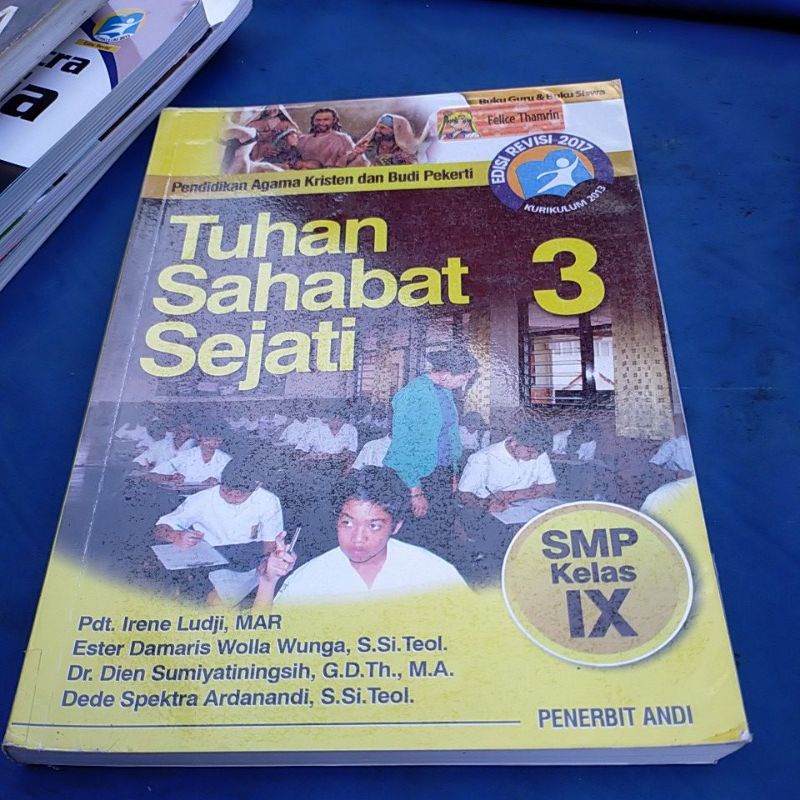 Buku Guru & Buku Siswa
Felice Thamrin
EDISI REVISI 2017
KURIKULUM 2013
Pendidikan Agama Kristen dan Budi Pekerti
Tuhan
Sahabat
Sejati
3
SMP
Kelas
IX
Pdt. Irene Ludji, MAR
Ester Damaris Wolla Wunga, S.Si.Teol.
Dr. Dien Sumiyatiningsih, G.D.Th., M.A.
Dede Spektra Ardanandi, S.Si.Teol.
PENERBIT ANDI